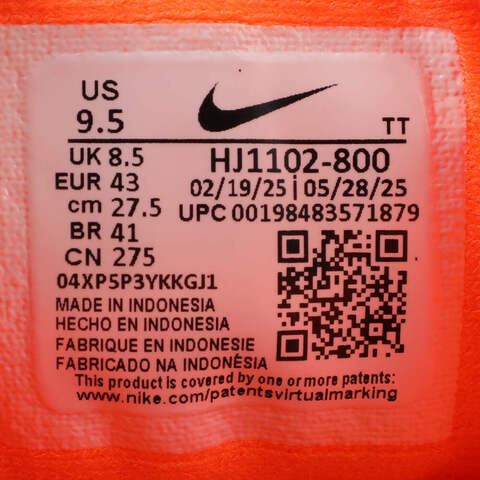 US
9.5
TT
UK 8.5
EUR 43
cm 27.5
BR 41
CN 275
HJ1102-800
02/19/25 | 05/28/25
UPC 00198483571879
04XP5P3YKKGJ1
MADE IN INDONESIA
HECHO EN INDONESIA
FABRIQUE EN INDONESIE
FABRICADO NA INDONÉSIA
This product is covered by one or more patents:
www.nike.com/patentsvirtualmarking